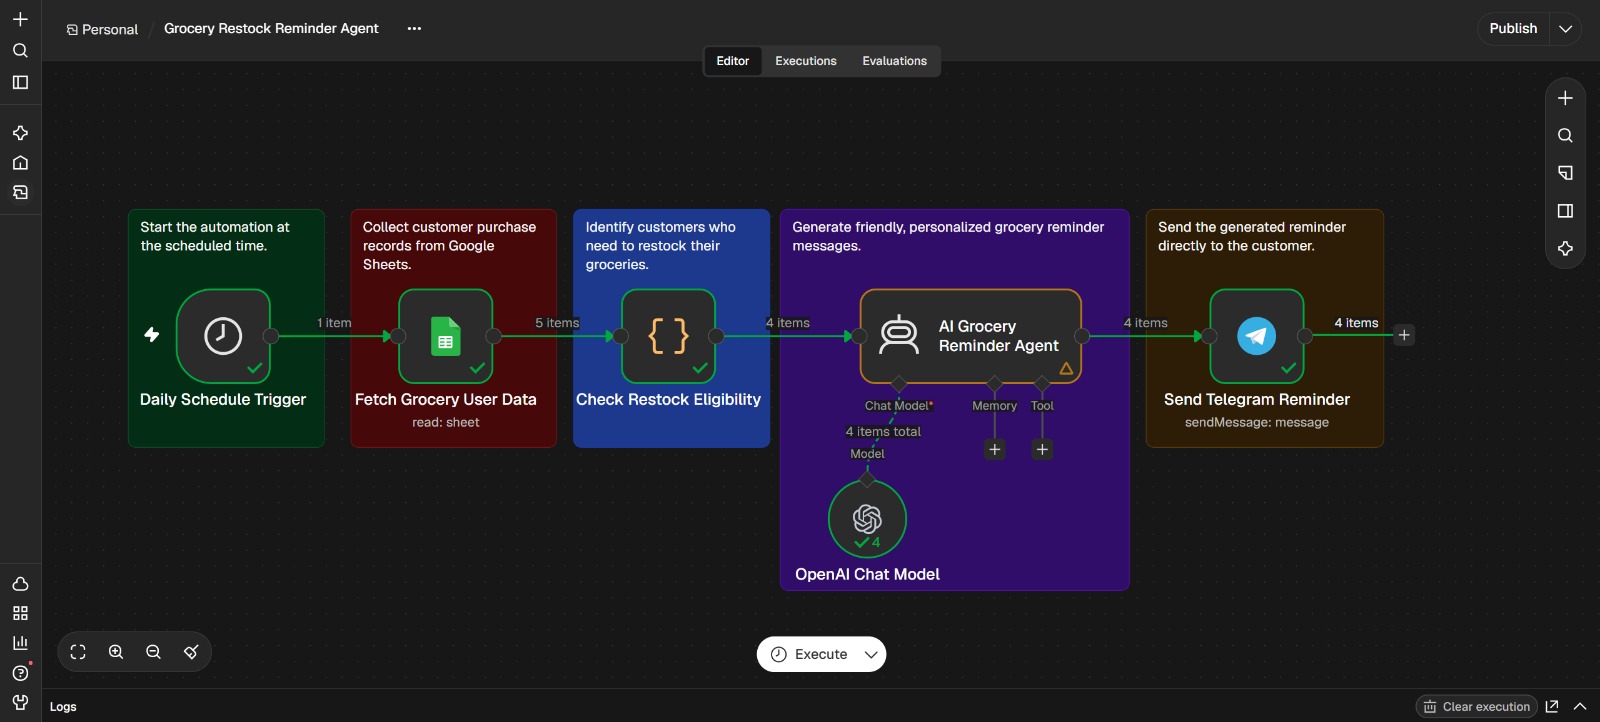 Personal / Grocery Restock Reminder Agent ...
Publish
Editor Executions Evaluations
Start the automation at
the scheduled time.
1 item
Daily Schedule Trigger
Collect customer purchase
records from Google
Sheets.
5 items
Fetch Grocery User Data
read: sheet
Identify customers who
need to restock their
groceries.
{ }
4 items
Check Restock Eligibility
Generate friendly, personalized grocery reminder
messages.
AI Grocery
Reminder Agent
4 items
Chat Model*
Memory
Tool
4 items total
Model
4
OpenAI Chat Model
Send the generated reminder
directly to the customer.
4 items
Send Telegram Reminder
sendMessage: message
Execute
Logs
Clear execution